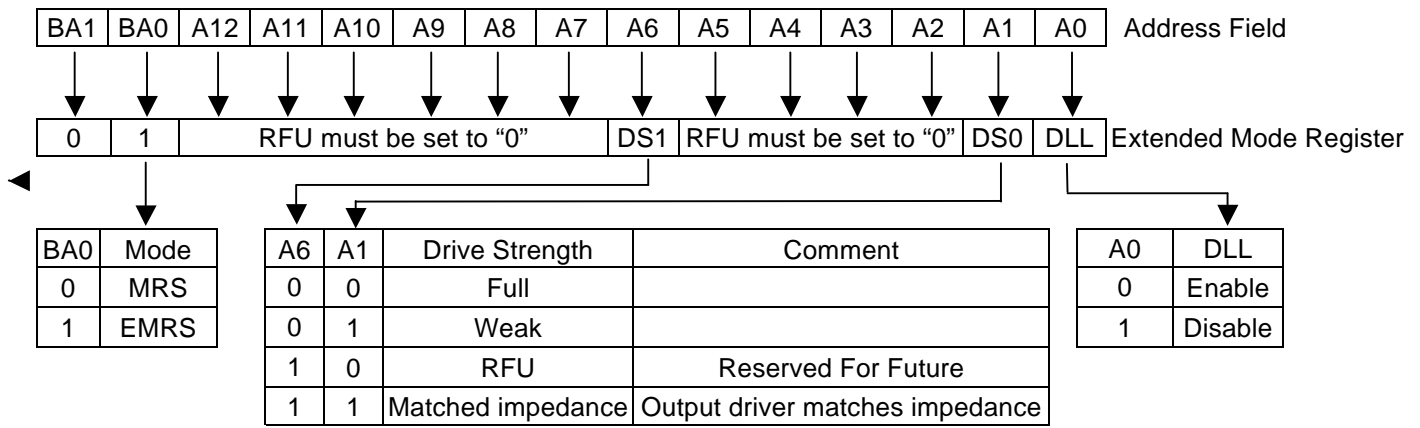 BA1 BA0 A12 A11 A10 A9 A8 A7 A6 A5 A4 A3 A2 A1 A0 Address Field
0 1 RFU must be set to “0” DS1 RFU must be set to “0” DS0 DLL Extended Mode Register
BA0 Mode
0 MRS
1 EMRS
A6 A1 Drive Strength Comment
0 0 Full
0 1 Weak
1 0 RFU Reserved For Future
1 1 Matched impedance Output driver matches impedance
A0 DLL
0 Enable
1 Disable